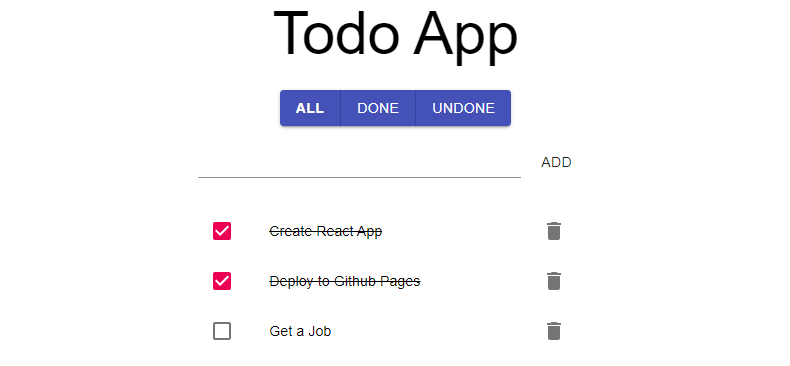 Todo App
ALL DONE UNDONE
ADD
Create React App
Deploy to Github Pages
Get a Job